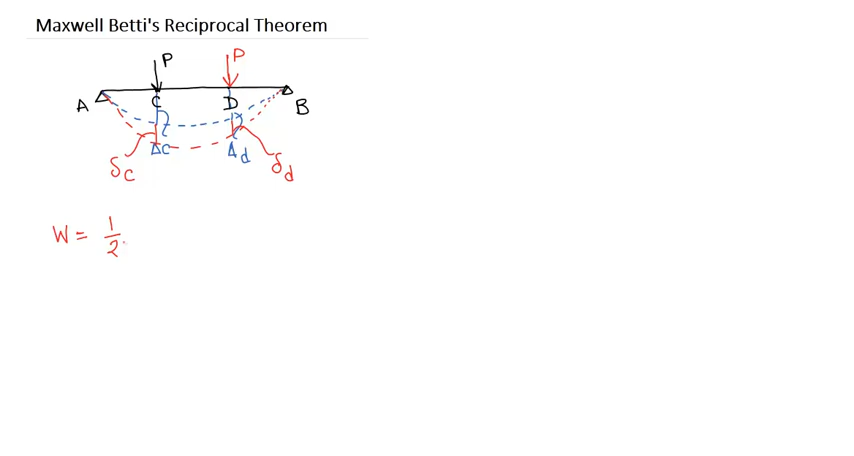 Maxwell Betti's Reciprocal Theorem
P P
A C D B
Δc Δd
δc δd
W = 1/2